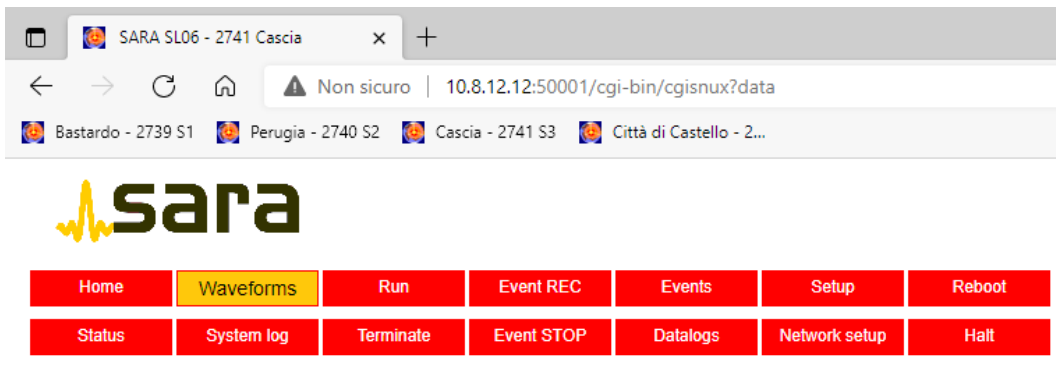 SARA SL06 - 2741 Cascia
Non sicuro | 10.8.12.12:50001/cgi-bin/cgisnux?data
Bastardo - 2739 S1 Perugia - 2740 S2 Cascia - 2741 S3 Città di Castello - 2...
sara
Home Waveforms Run Event REC Events Setup Reboot
Status System log Terminate Event STOP Datalogs Network setup Halt